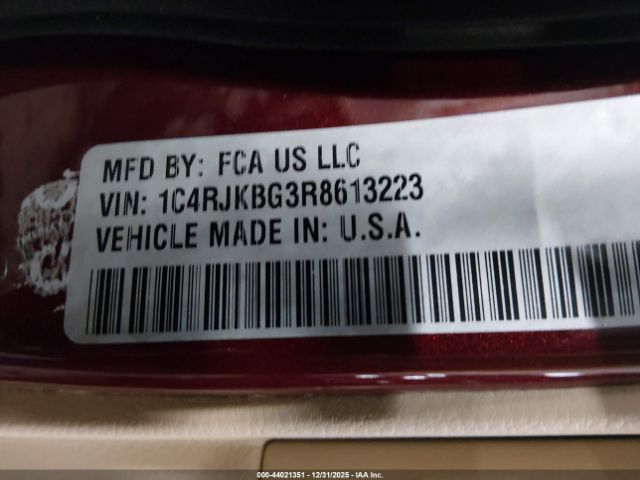 MFD BY: FCA US LLC
VIN: 1C4RJKBG3R8613223
VEHICLE MADE IN: U.S.A.
000-44021351 - 12/31/2025 - IAA Inc.